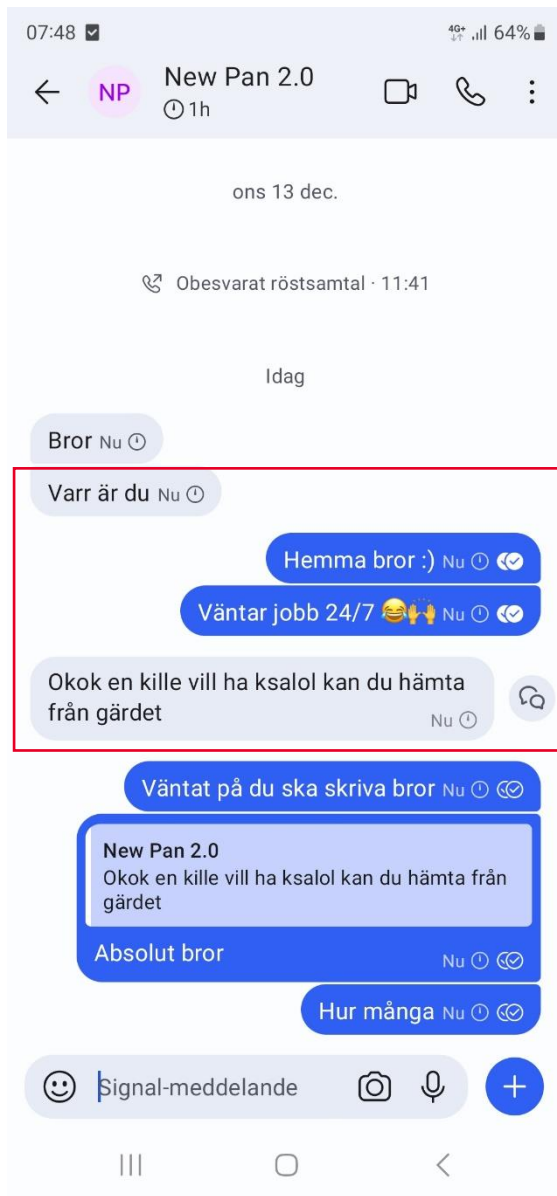 07:48 4G+ 64%
NP New Pan 2.0
1h
ons 13 dec.
Obesvarat röstsamtal · 11:41
Idag
Bror Nu
Varr är du Nu
Hemma bror :) Nu
Väntar jobb 24/7 😂🙌 Nu
Okok en kille vill ha ksalol kan du hämta
från gärdet Nu
Väntat på du ska skriva bror Nu
New Pan 2.0
Okok en kille vill ha ksalol kan du hämta från
gärdet
Absolut bror Nu
Hur många Nu
Signal-meddelande